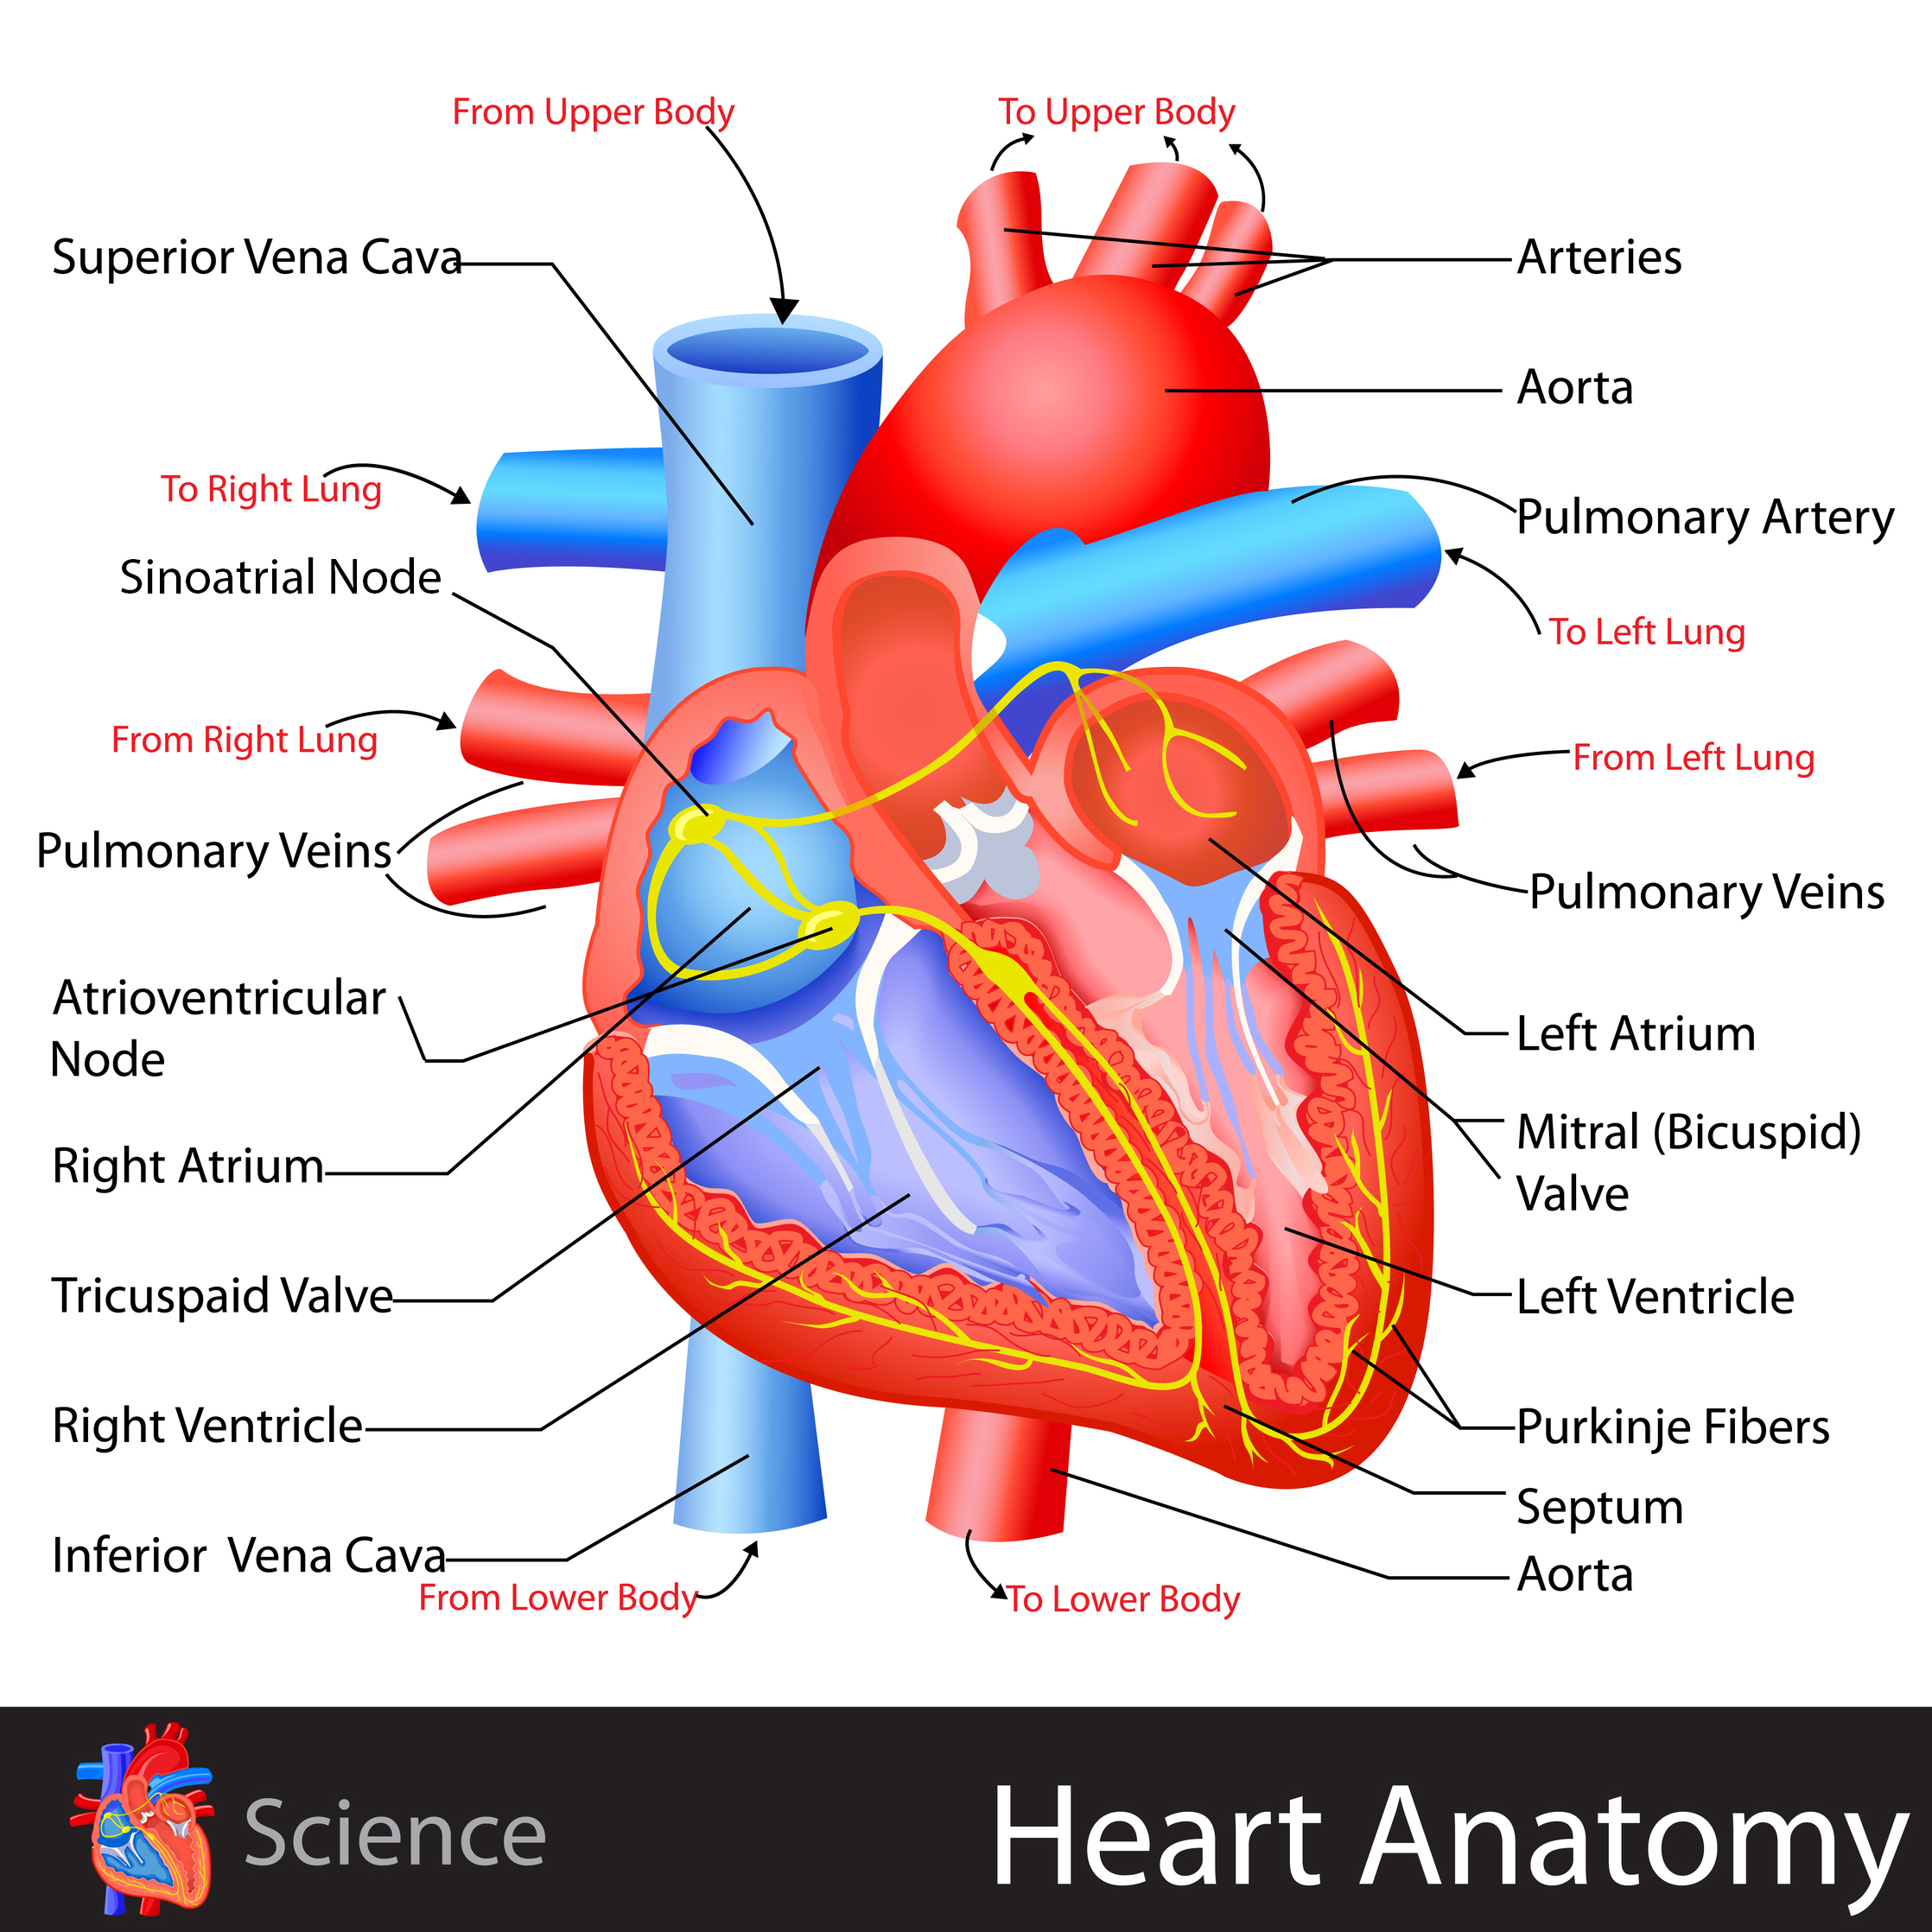 From Upper Body
To Upper Body
Superior Vena Cava
Arteries
Aorta
To Right Lung
Pulmonary Artery
Sinoatrial Node
To Left Lung
From Right Lung
From Left Lung
Pulmonary Veins
Pulmonary Veins
Atrioventricular
Node
Left Atrium
Mitral (Bicuspid)
Valve
Right Atrium
Tricuspaid Valve
Left Ventricle
Right Ventricle
Purkinje Fibers
Septum
Inferior Vena Cava
Aorta
From Lower Body
To Lower Body
Science
Heart Anatomy